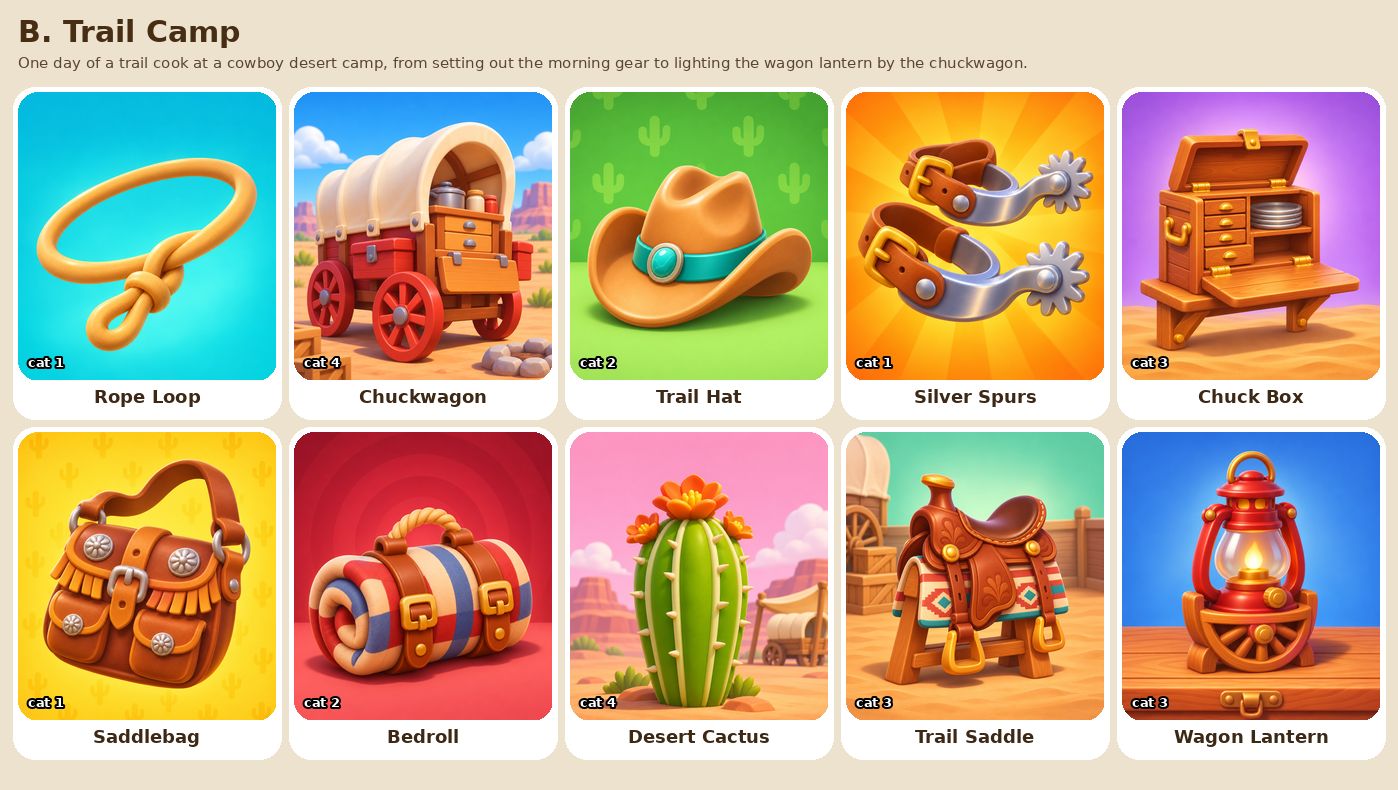 B. Trail Camp
One day of a trail cook at a cowboy desert camp, from setting out the morning gear to lighting the wagon lantern by the chuckwagon.
cat 1
cat 4
cat 2
cat 1
cat 3
Rope Loop
Chuckwagon
Trail Hat
Silver Spurs
Chuck Box
cat 1
cat 2
cat 4
cat 3
cat 3
Saddlebag
Bedroll
Desert Cactus
Trail Saddle
Wagon Lantern